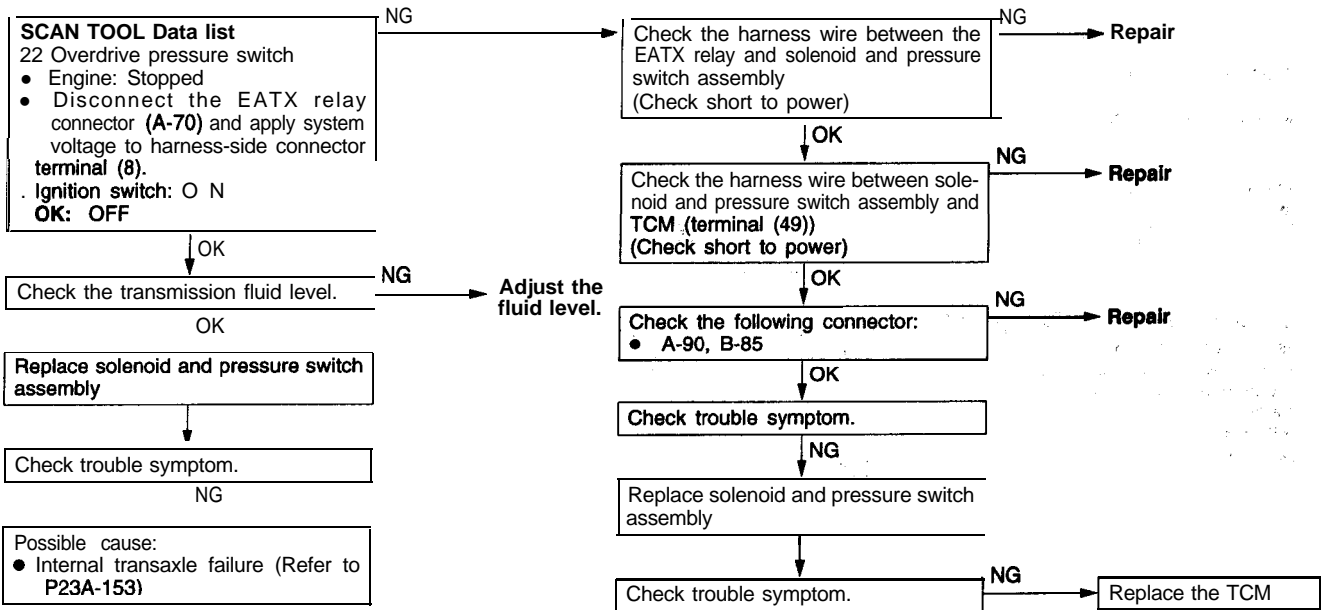 SCAN TOOL Data list
22 Overdrive pressure switch
● Engine: Stopped
● Disconnect the EATX relay
connector (A-70) and apply system
voltage to harness-side connector
terminal (8).
. Ignition switch: O N
OK: OFF
NG
OK
Check the transmission fluid level.
NG
Adjust the
fluid level.
OK
Replace solenoid and pressure switch
assembly
Check trouble symptom.
NG
Possible cause:
● Internal transaxle failure (Refer to
P23A-153)
Check the harness wire between the
EATX relay and solenoid and pressure
switch assembly
(Check short to power)
NG
Repair
OK
Check the harness wire between sole-
noid and pressure switch assembly and
TCM (terminal (49))
(Check short to power)
NG
Repair
OK
Check the following connector:
● A-90, B-85
NG
Repair
OK
Check trouble symptom.
NG
Replace solenoid and pressure switch
assembly
Check trouble symptom.
NG
Replace the TCM